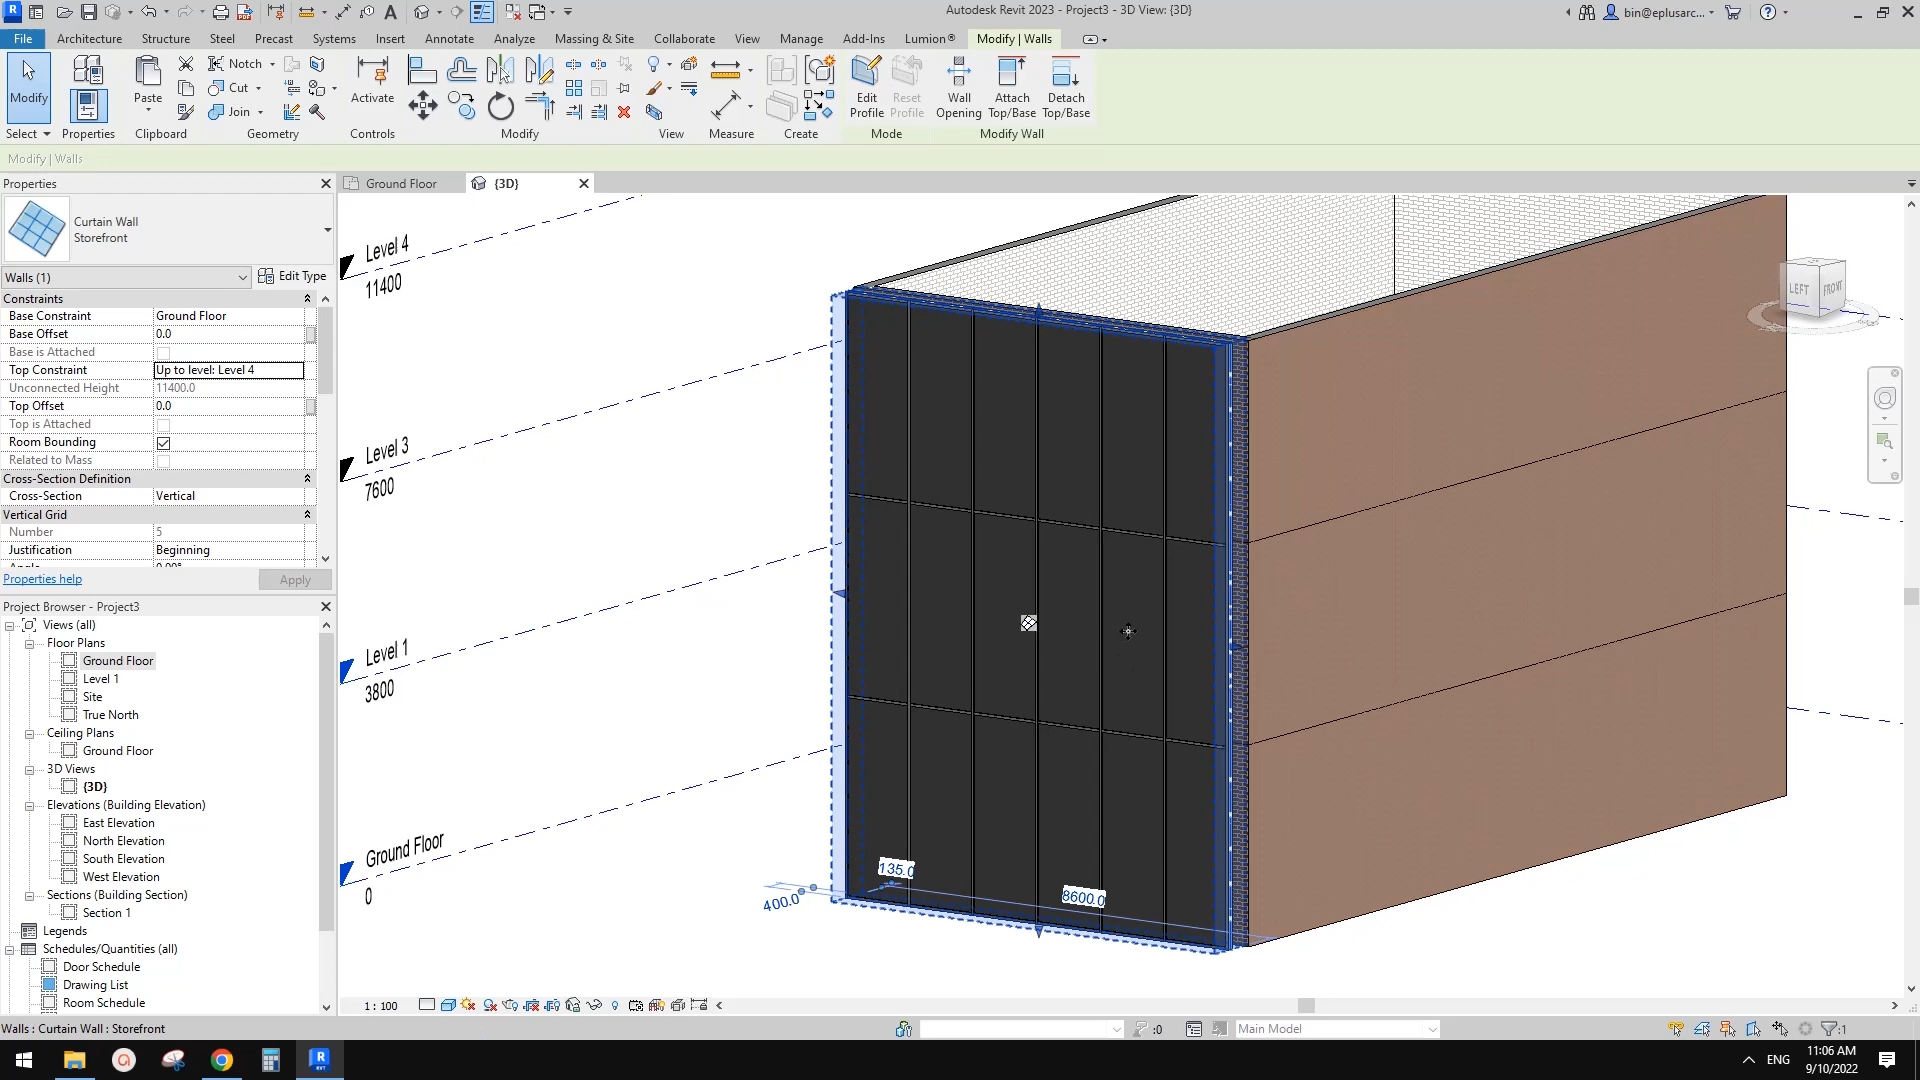 Autodesk Revit 2023 - Project3 - 3D View: {3D}
bin@eplusarc...
File Architecture Structure Steel Precast Systems Insert Annotate Analyze Massing & Site Collaborate View Manage Add-Ins Lumion® Modify | Walls
Modify
Select
Properties
Paste
Clipboard
Notch
Cut
Join
Geometry
Activate
Controls
Modify
View
Measure
Create
Edit Profile
Reset Profile
Mode
Wall Opening
Attach Top/Base
Detach Top/Base
Modify Wall
Modify | Walls
Properties
Curtain Wall
Storefront
Walls (1)
Edit Type
Constraints
Base Constraint Ground Floor
Base Offset 0.0
Base is Attached
Top Constraint Up to level: Level 4
Unconnected Height 11400.0
Top Offset 0.0
Top is Attached
Room Bounding
Related to Mass
Cross-Section Definition
Cross-Section Vertical
Vertical Grid
Number 5
Justification Beginning
Angle 0.00°
Properties help
Apply
Project Browser - Project3
Views (all)
Floor Plans
Ground Floor
Level 1
Site
True North
Ceiling Plans
Ground Floor
3D Views
{3D}
Elevations (Building Elevation)
East Elevation
North Elevation
South Elevation
West Elevation
Sections (Building Section)
Section 1
Legends
Schedules/Quantities (all)
Door Schedule
Drawing List
Room Schedule
Ground Floor
{3D}
Level 4
11400
Level 3
7600
Level 1
3800
Ground Floor
0
135.0
400.0
8600.0
LEFT
FRONT
1 : 100
Walls : Curtain Wall : Storefront
:0
Main Model
:1
ENG
11:06 AM
9/10/2022